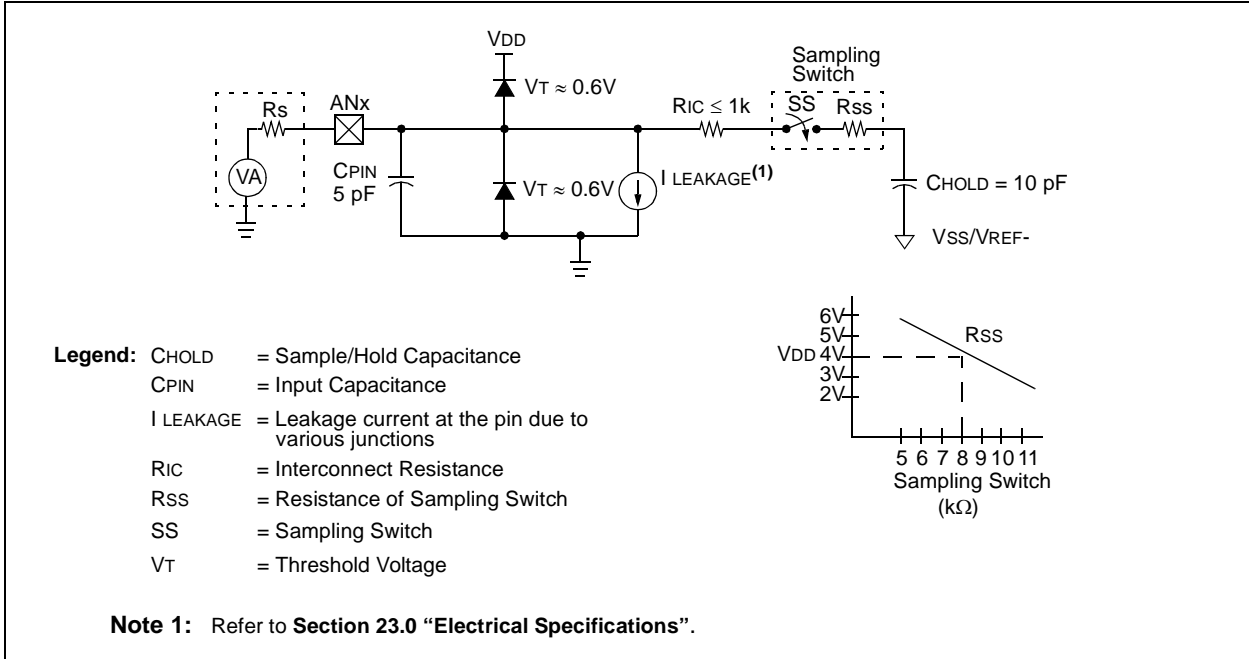 VDD
Sampling
Switch
VT ≈ 0.6V
Rs
ANx
RIC ≤ 1k
SS
RSS
VA
CPIN
5 pF
VT ≈ 0.6V
I LEAKAGE(1)
CHOLD = 10 pF
VSS/VREF-
6V
5V
VDD 4V
3V
2V
RSS
5 6 7 8 9 10 11
Sampling Switch
(kΩ)
Legend: CHOLD = Sample/Hold Capacitance
CPIN = Input Capacitance
I LEAKAGE = Leakage current at the pin due to
various junctions
RIC = Interconnect Resistance
RSS = Resistance of Sampling Switch
SS = Sampling Switch
VT = Threshold Voltage
Note 1: Refer to Section 23.0 “Electrical Specifications”.